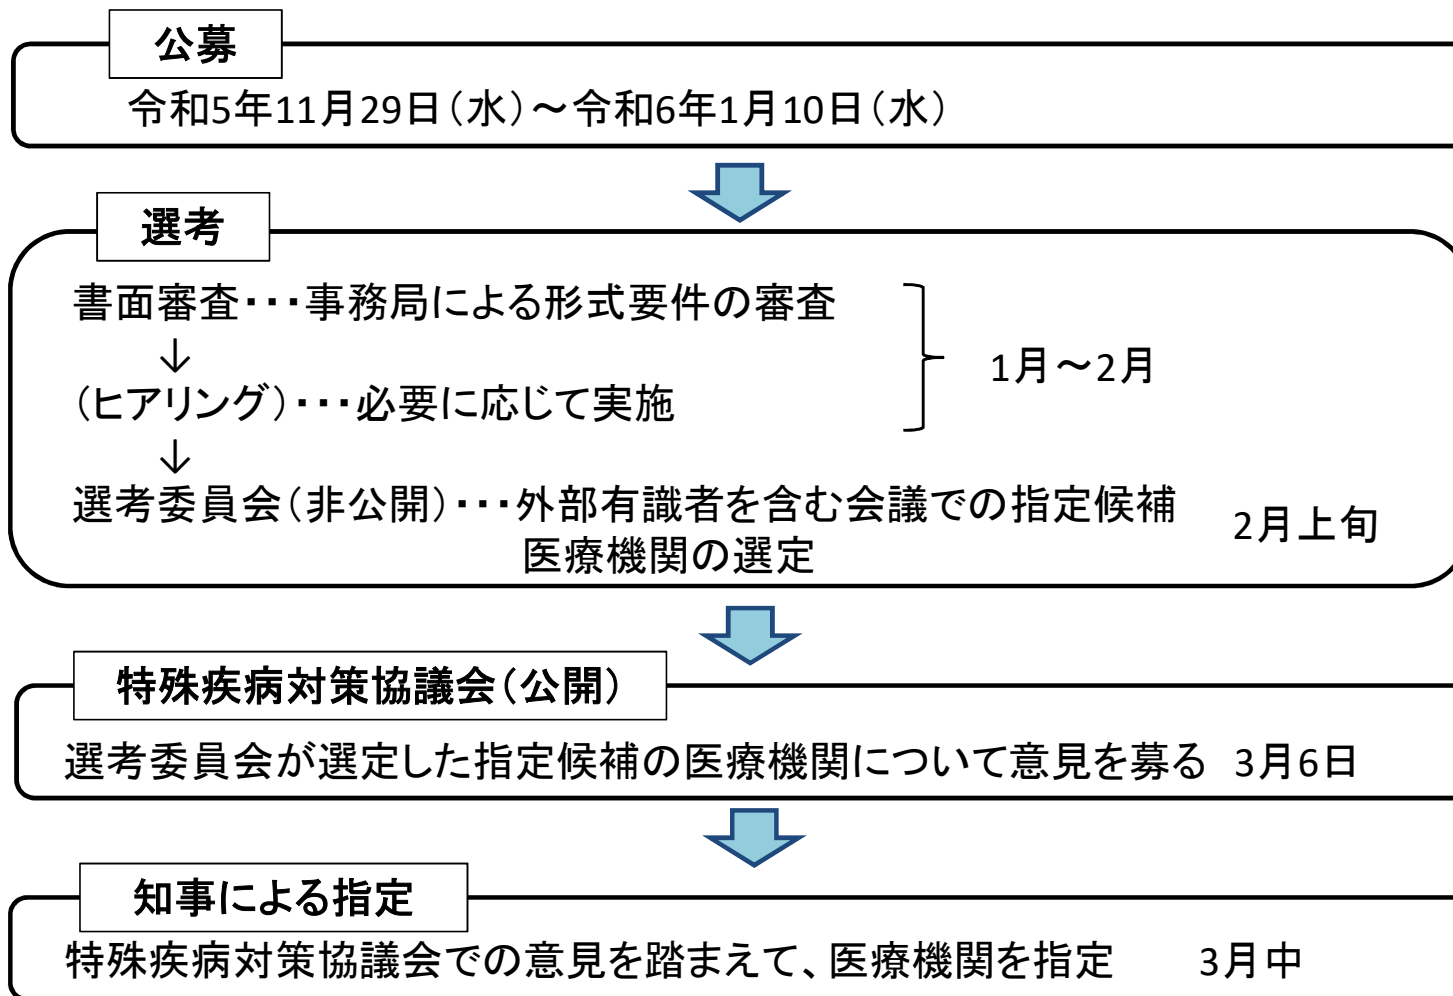 公募
令和5年11月29日（水）～令和6年1月10日（水）
選考
書面審査・・・事務局による形式要件の審査
↓
1月～2月
（ヒアリング）・・・必要に応じて実施
↓
選考委員会（非公開）・・・外部有識者を含む会議での指定候補
医療機関の選定
2月上旬
特殊疾病対策協議会（公開）
選考委員会が選定した指定候補の医療機関について意見を募る 3月6日
知事による指定
特殊疾病対策協議会での意見を踏まえて、医療機関を指定 3月中